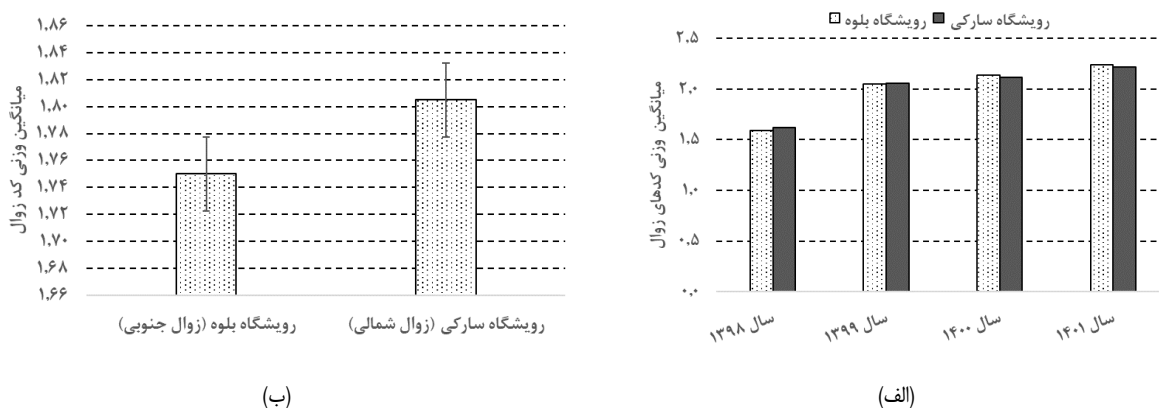 رویشگاه بلوه رویشگاه سارکی
میانگین وزنی کدهای زوال
۲.۵
۲.۰
۱.۵
۱.۰
۰.۵
۰.۰
سال ۱۳۹۸
سال ۱۳۹۹
سال ۱۴۰۰
سال ۱۴۰۱
(الف)
میانگین وزنی کد زوال
۱.۸۶
۱.۸۴
۱.۸۲
۱.۸۰
۱.۷۸
۱.۷۶
۱.۷۴
۱.۷۲
۱.۷۰
۱.۶۸
۱.۶۶
رویشگاه بلوه (زوال جنوبی)
رویشگاه سارکی (زوال شمالی)
(ب)